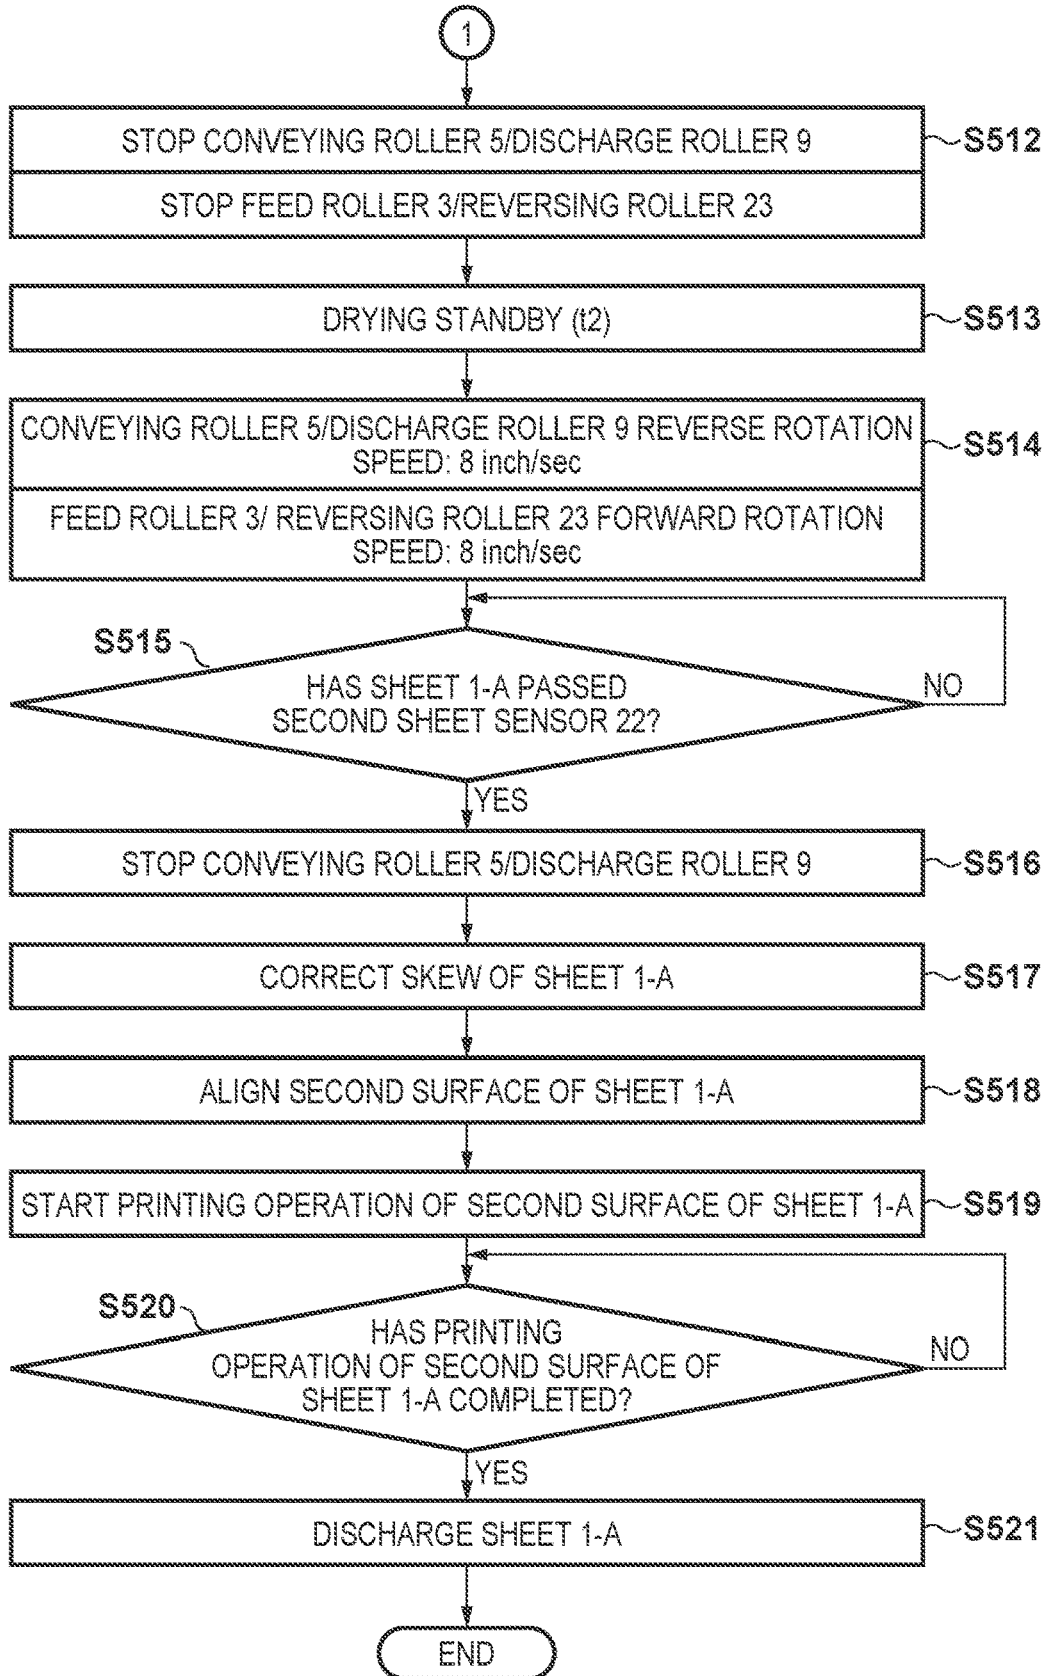 1
STOP CONVEYING ROLLER 5/DISCHARGE ROLLER 9
S512
STOP FEED ROLLER 3/REVERSING ROLLER 23
DRYING STANDBY (t2)
S513
CONVEYING ROLLER 5/DISCHARGE ROLLER 9 REVERSE ROTATION
SPEED: 8 inch/sec
S514
FEED ROLLER 3/ REVERSING ROLLER 23 FORWARD ROTATION
SPEED: 8 inch/sec
S515
HAS SHEET 1-A PASSED
SECOND SHEET SENSOR 22?
NO
YES
STOP CONVEYING ROLLER 5/DISCHARGE ROLLER 9
S516
CORRECT SKEW OF SHEET 1-A
S517
ALIGN SECOND SURFACE OF SHEET 1-A
S518
START PRINTING OPERATION OF SECOND SURFACE OF SHEET 1-A
S519
S520
HAS PRINTING
OPERATION OF SECOND SURFACE OF
SHEET 1-A COMPLETED?
NO
YES
DISCHARGE SHEET 1-A
S521
END